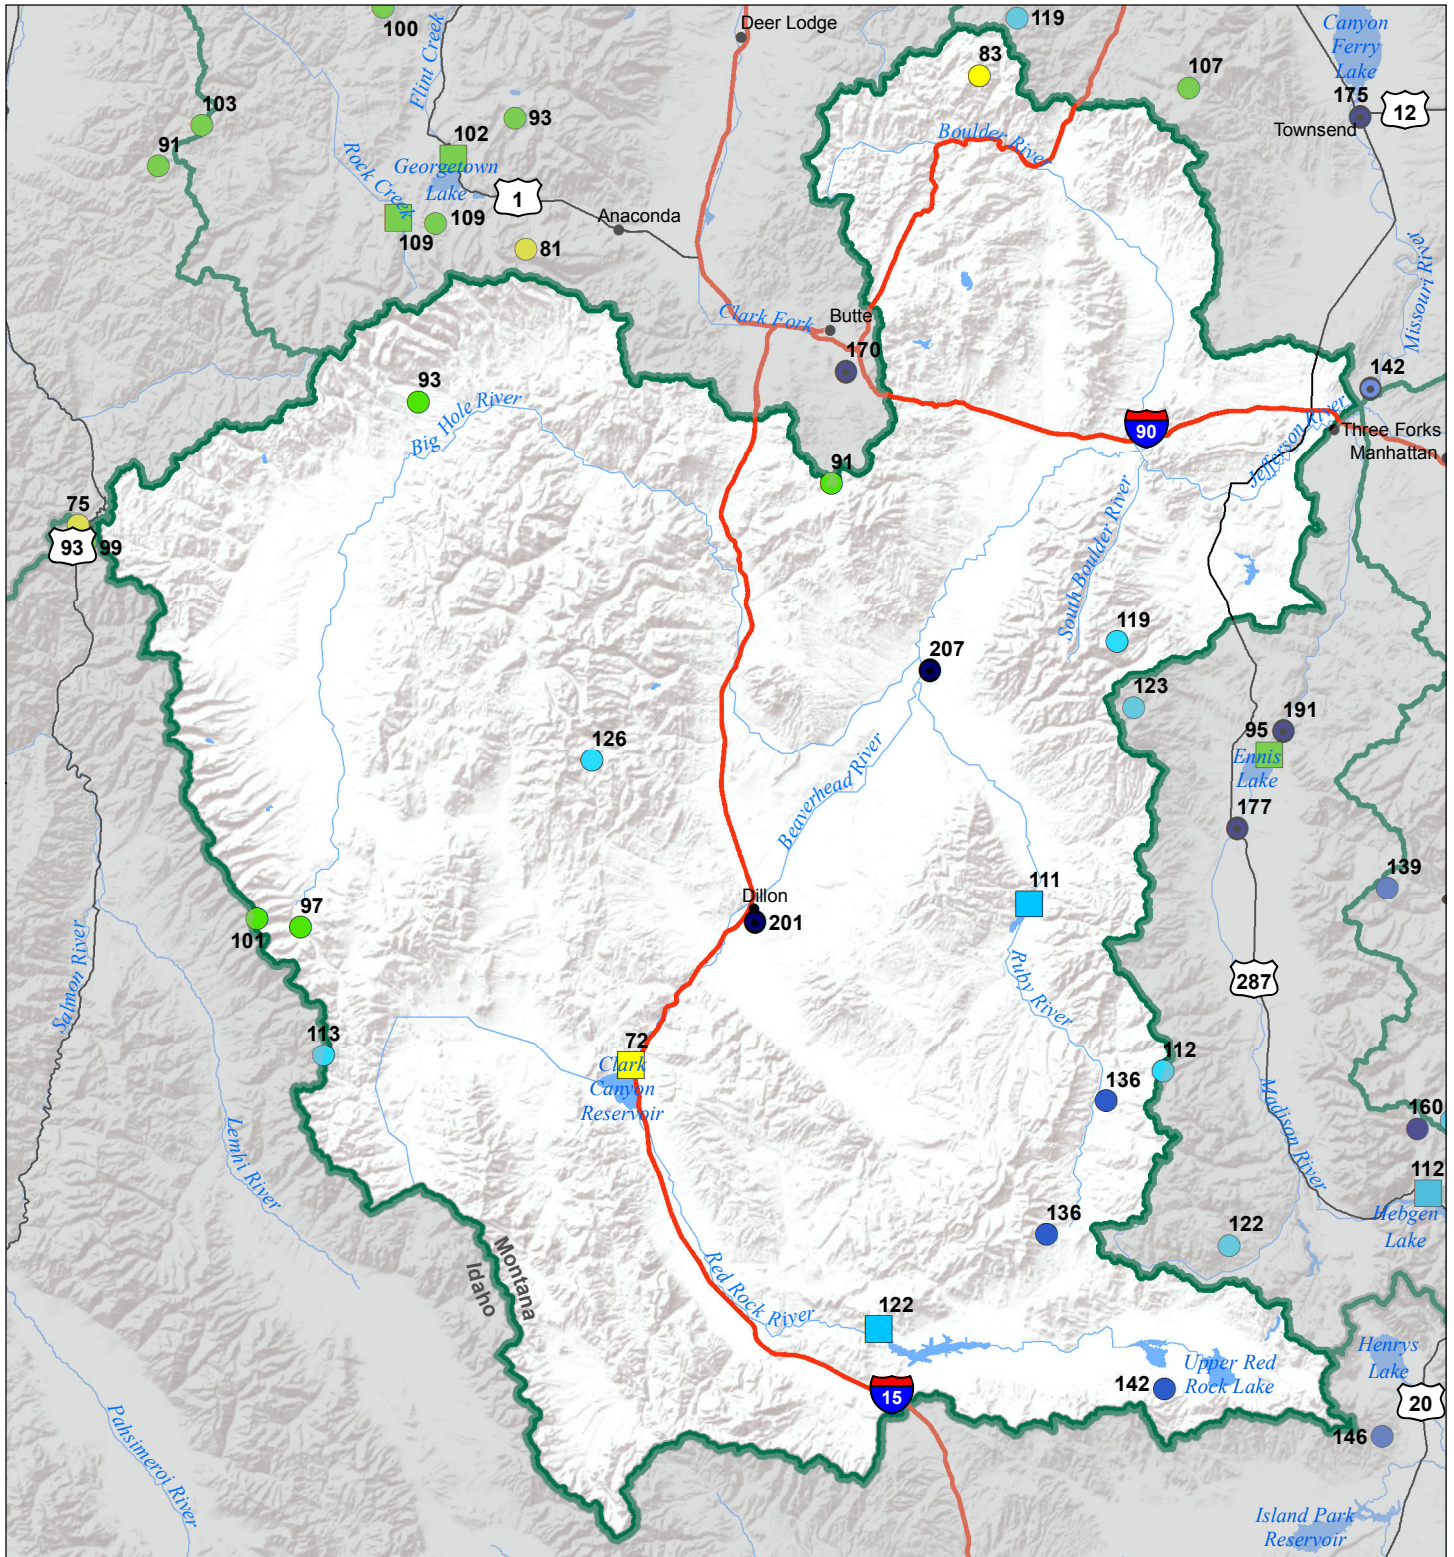 100
Flint Creek
Deer Lodge
119
Canyon
Ferry
Lake
83
107
175
12
Townsend
103
93
91
102
Georgetown
Lake
Rock Creek
Boulder River
1
109
109
Anaconda
81
Missouri River
Clark Fork
Butte
170
142
93
Big Hole River
90
Jefferson River
Three Forks
Manhattan
91
75
93
99
South Boulder River
119
207
123
126
95
191
Ennis
Lake
Beaverhead River
177
139
111
Dillon
201
101
97
Salmon River
Ruby River
287
113
72
Clark
Canyon
Reservoir
112
136
Madison River
160
Lemhi River
112
Hebgen
Lake
136
122
Montana
Idaho
Red Rock River
122
Henrys
Lake
Upper Red
Rock Lake
142
15
20
146
Pahsimeroi River
Island Park
Reservoir